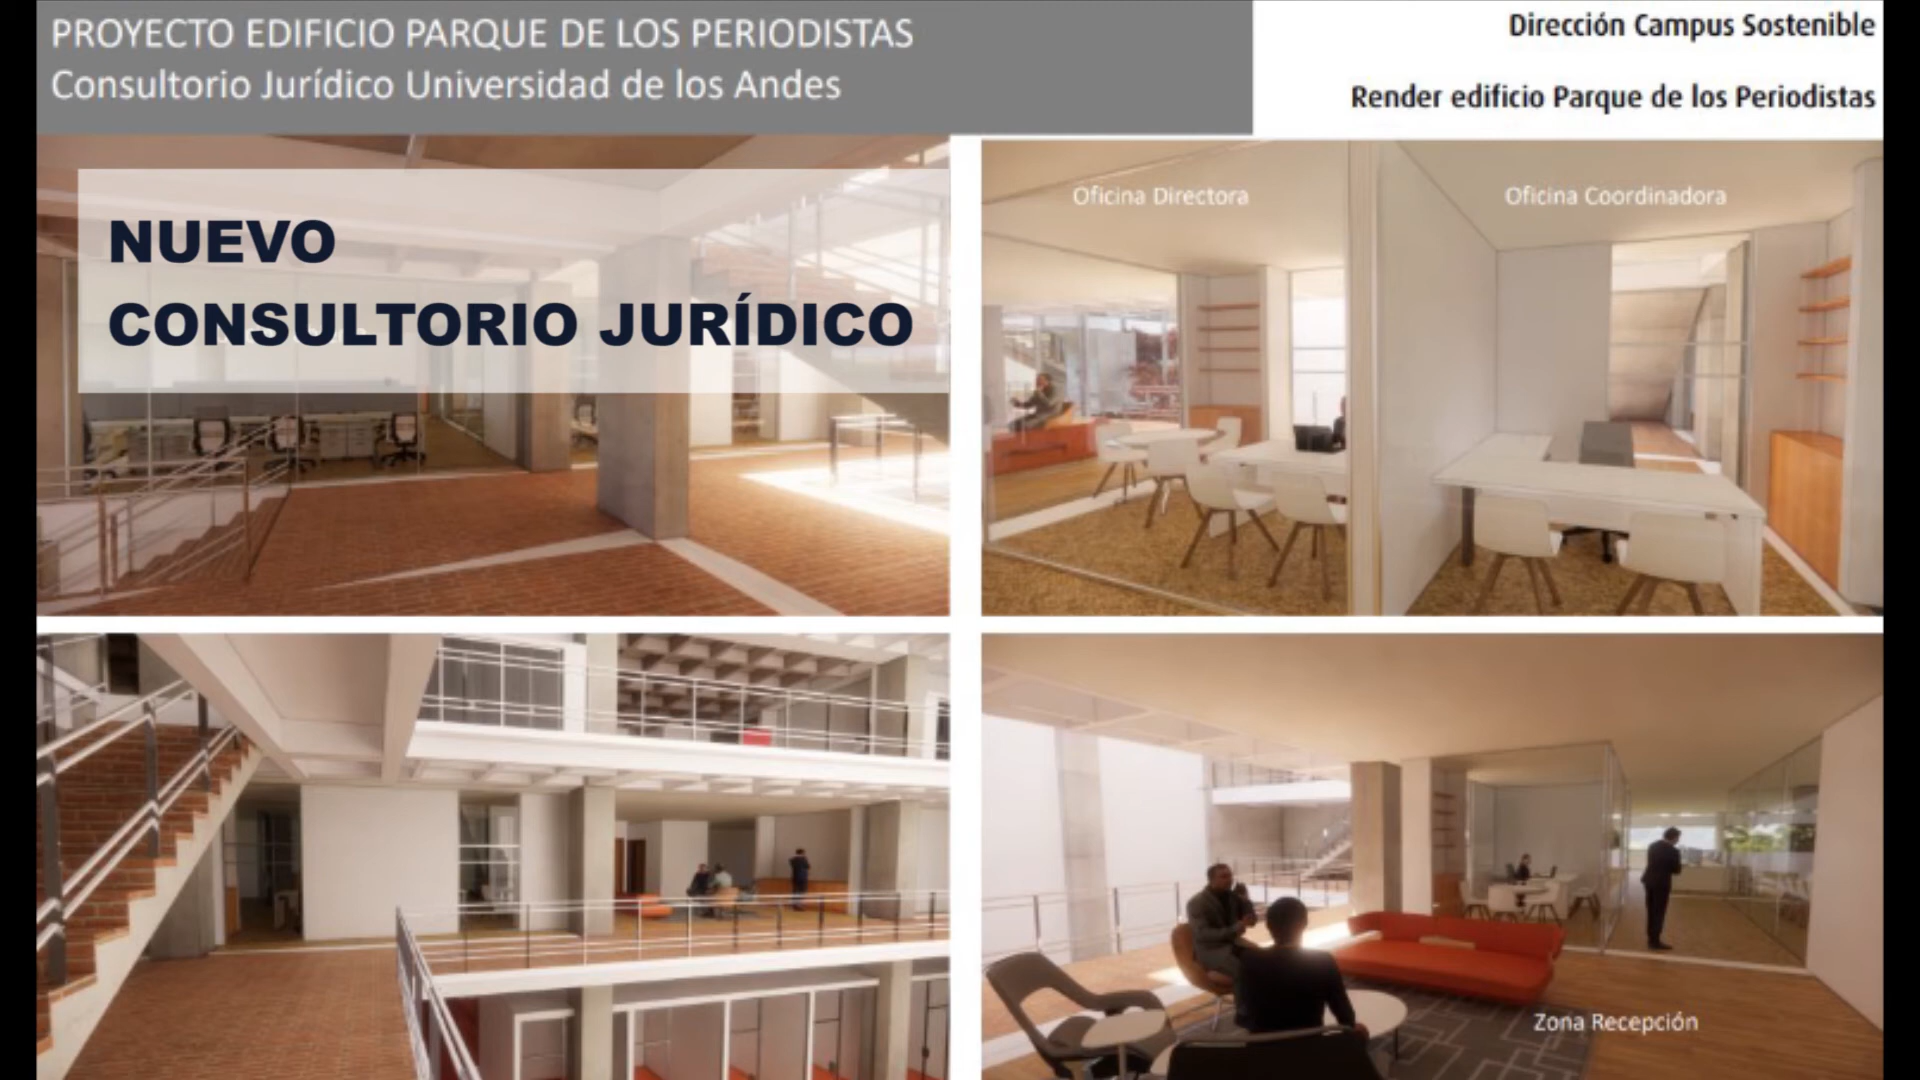 PROYECTO EDIFICIO PARQUE DE LOS PERIODISTAS
Consultorio Jurídico Universidad de los Andes
Dirección Campus Sostenible
Render edificio Parque de los Periodistas
NUEVO
CONSULTORIO JURÍDICO
Oficina Directora
Oficina Coordinadora
Zona Recepción